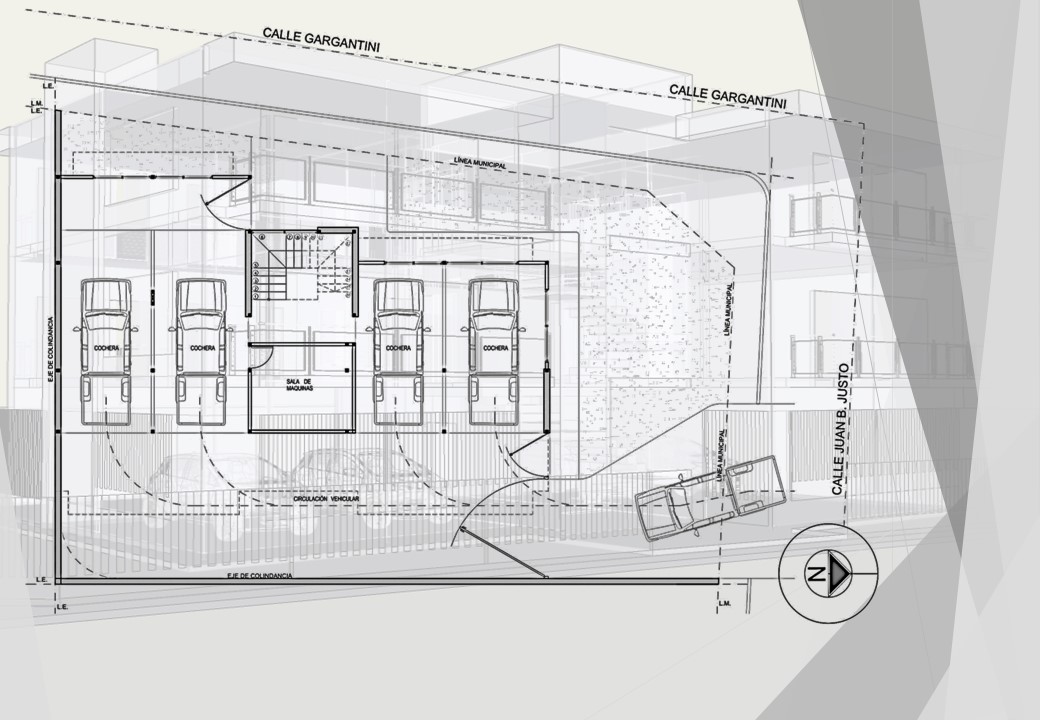 CALLE GARGANTINI
CALLE GARGANTINI
L.E.
L.M.
L.E.
LÍNEA MUNICIPAL
LÍNEA MUNICIPAL
EJE DE COLINDANCIA
COCHERA
COCHERA
COCHERA
COCHERA
SALA DE
MAQUINAS
CALLE JUAN B. JUSTO
LÍNEA MUNICIPAL
CIRCULACIÓN VEHICULAR
EJE DE COLINDANCIA
N
L.E.
L.E.
L.M.